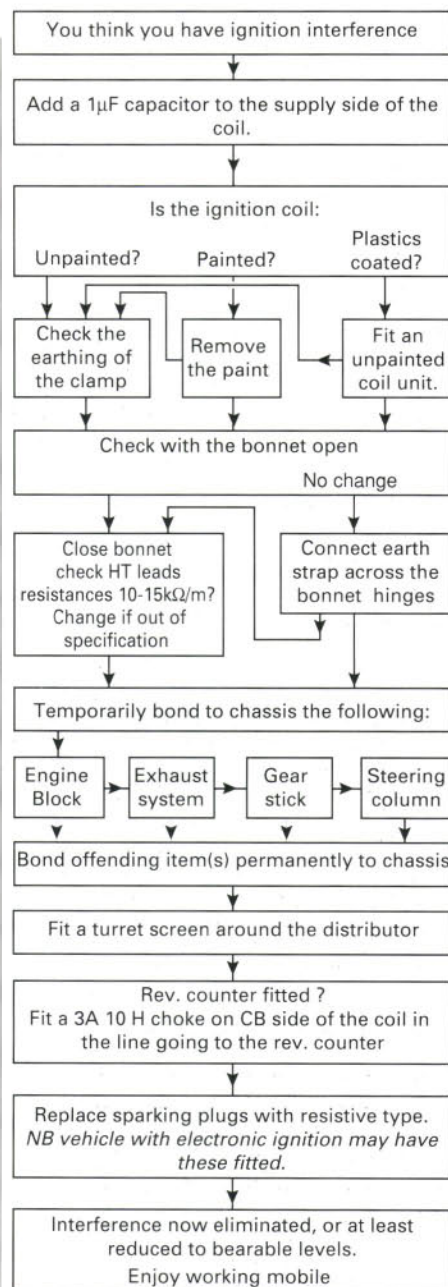 You think you have ignition interference
Add a 1µF capacitor to the supply side of the
coil.
Is the ignition coil:
Unpainted?
Painted?
Plastics
coated?
Check the
earthing of
the clamp
Remove
the paint
Fit an
unpainted
coil unit.
Check with the bonnet open
No change
Close bonnet
check HT leads
resistances 10-15kΩ/m?
Change if out of
specification
Connect earth
strap across the
bonnet hinges
Temporarily bond to chassis the following:
Engine
Block
Exhaust
system
Gear
stick
Steering
column
Bond offending item(s) permanently to chassis
Fit a turret screen around the distributor
Rev. counter fitted ?
Fit a 3A 10 H choke on CB side of the coil in
the line going to the rev. counter
Replace sparking plugs with resistive type.
NB vehicle with electronic ignition may have
these fitted.
Interference now eliminated, or at least
reduced to bearable levels.
Enjoy working mobile